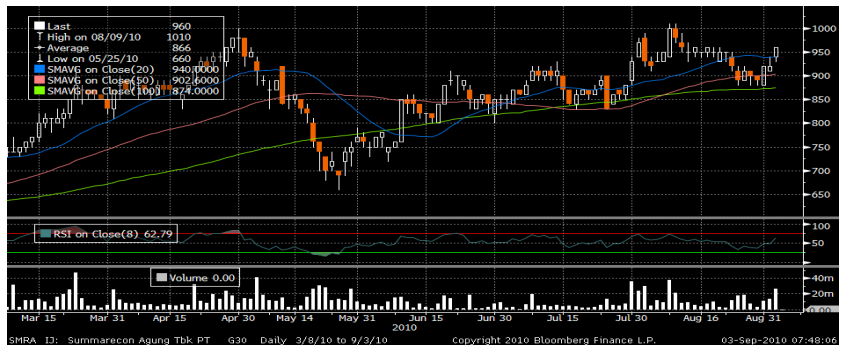 Last 960
High on 08/09/10 1010
Average 866
Low on 05/25/10 660
SMAVG on Close(20) 940.0000
SMAVG on Close(50) 902.6000
SMAVG on Close(100) 874.0000
1000
950
900
850
800
750
700
650
RSI on Close(8) 62.79
100
50
Volume 0.00
40m
20m
0.00
Mar 15 Mar 31 Apr 15 Apr 30 May 14 May 31 Jun 15 Jun 30 Jul 15 Jul 30 Aug 16 Aug 31
2010
SMRA IJ: Summarecon Agung Tbk PT G30 Daily 3/8/10 to 9/3/10 Copyright 2010 Bloomberg Finance L.P. 03-Sep-2010 07:48:06